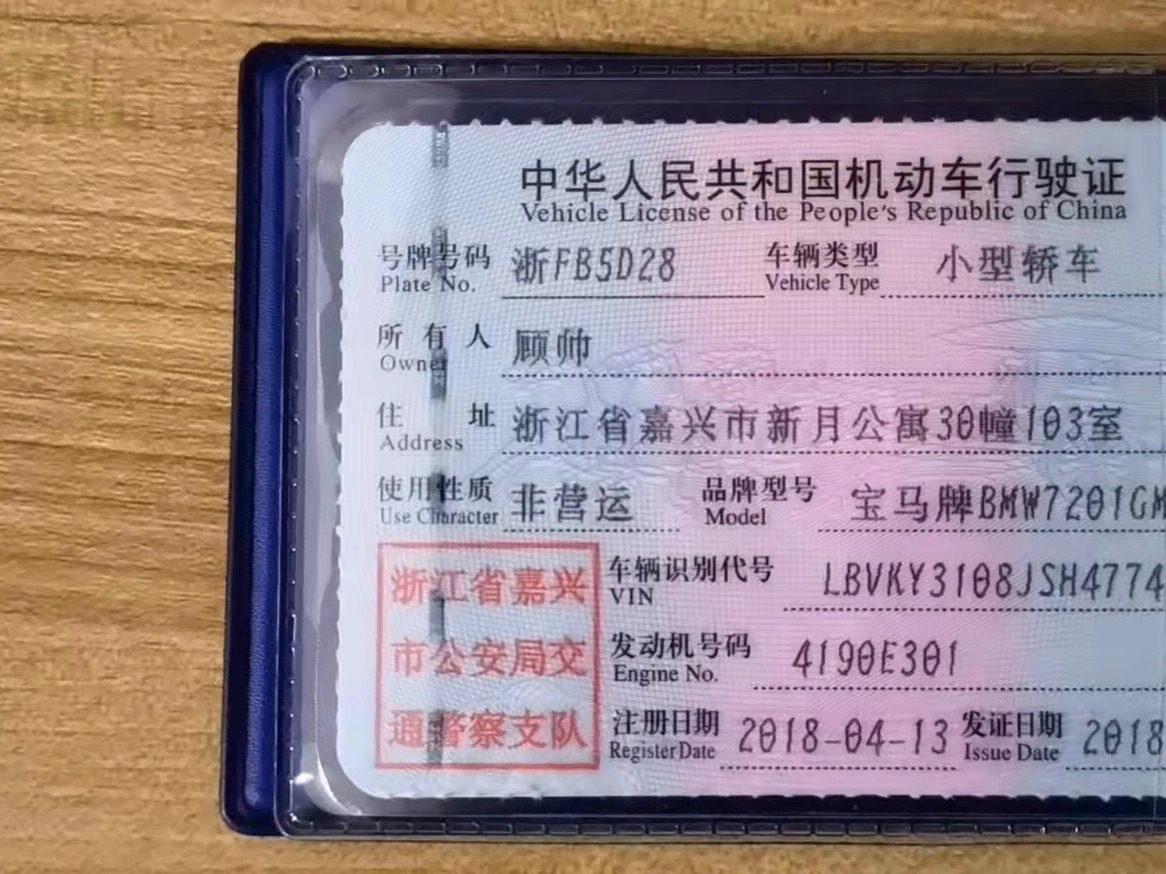 中华人民共和国机动车行驶证
Vehicle License of the People's Republic of China
号牌号码 浙FB5D28 车辆类型 小型轿车
Plate No. Vehicle Type
所有人 顾帅
Owner
住址 浙江省嘉兴市新月公寓30幢103室
Address
使用性质 非营运 品牌型号 宝马牌BMW7201GM
Use Character Model
浙江省嘉兴
市公安局交
通警察支队
车辆识别代号 LBVKY3108JSH4774
VIN
发动机号码 4190E301
Engine No.
注册日期 2018-04-13 发证日期 2018
Register Date Issue Date